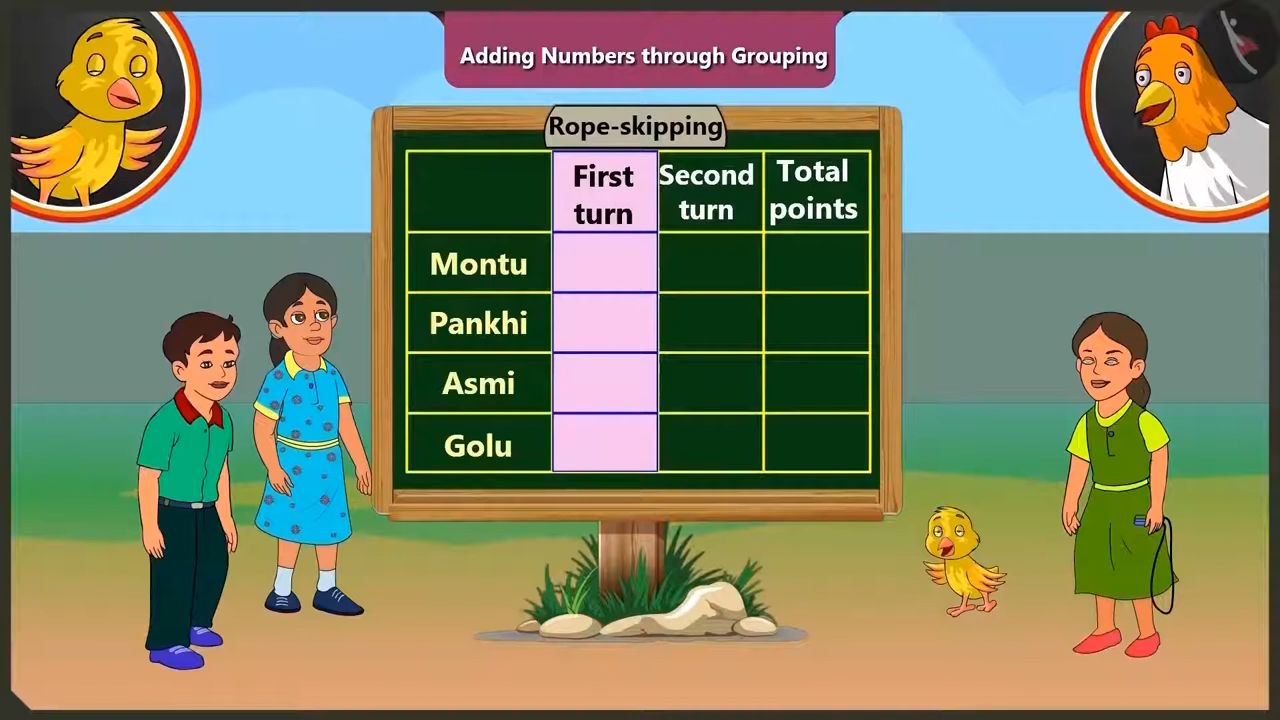 Adding Numbers through Grouping
Rope-skipping
First turn
Second turn
Total points
Montu
Pankhi
Asmi
Golu